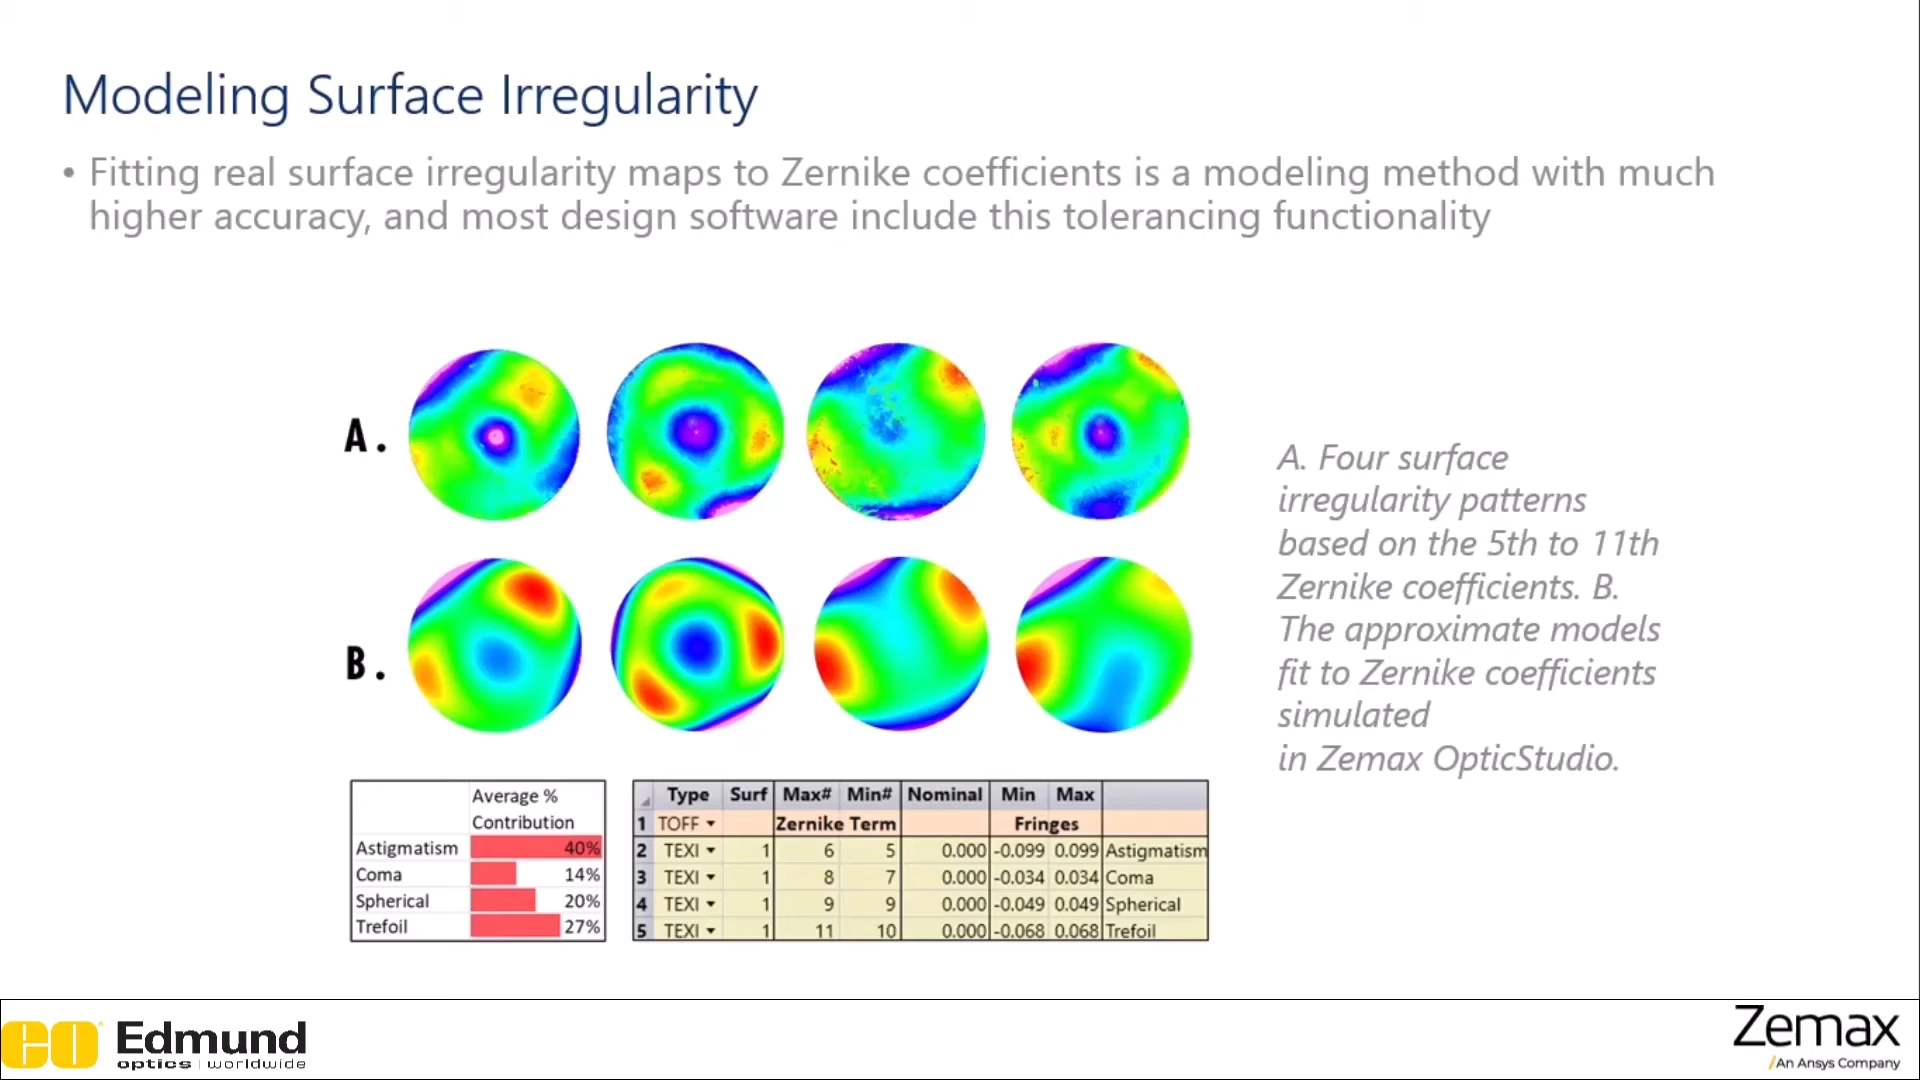 Modeling Surface Irregularity
• Fitting real surface irregularity maps to Zernike coefficients is a modeling method with much
higher accuracy, and most design software include this tolerancing functionality
A.
B.
A. Four surface
irregularity patterns
based on the 5th to 11th
Zernike coefficients. B.
The approximate models
fit to Zernike coefficients
simulated
in Zemax OpticStudio.
Average %
Contribution
Astigmatism 40%
Coma 14%
Spherical 20%
Trefoil 27%
Type Surf Max# Min# Nominal Min Max
1 TOFF Zernike Term Fringes
2 TEXI 1 6 5 0.000 -0.099 0.099 Astigmatism
3 TEXI 1 8 7 0.000 -0.034 0.034 Coma
4 TEXI 1 9 9 0.000 -0.049 0.049 Spherical
5 TEXI 1 11 10 0.000 -0.068 0.068 Trefoil
EO Edmund
optics | worldwide
Zemax
/An Ansys Company